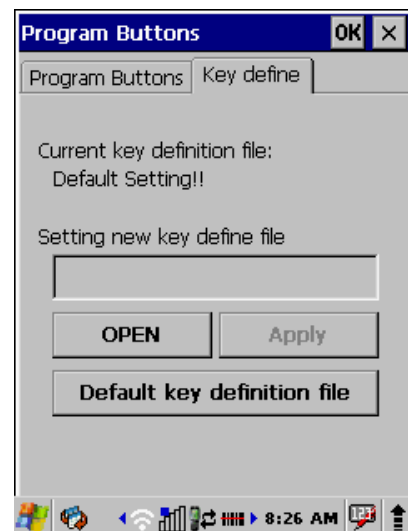 Program Buttons OK ×
Program Buttons Key define
Current key definition file:
Default Setting!!
Setting new key define file
OPEN Apply
Default key definition file
8:26 AM 123